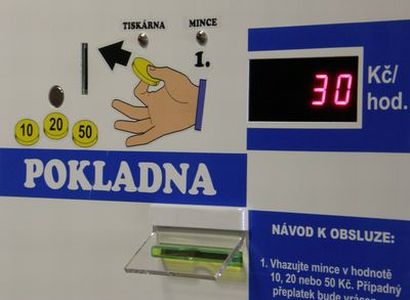 TISKÁRNA
MINCE
1.
30
Kč/
hod.
10
20
50
POKLADNA
NÁVOD K OBSLUZE:
1. Vhazujte mince v hodnotě
10, 20 nebo 50 Kč. Případný
přeplatek bude